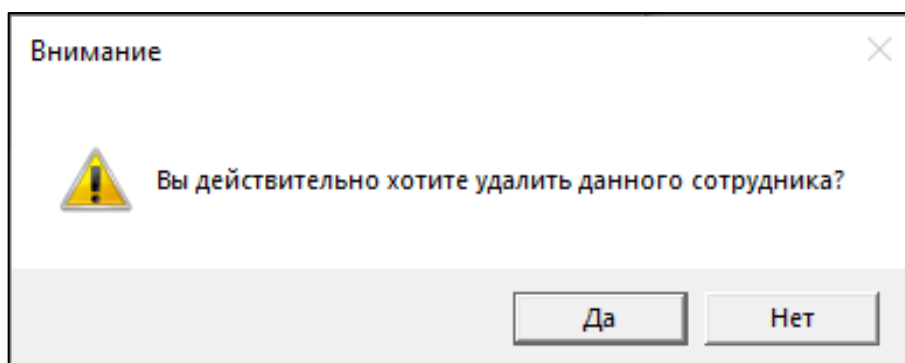 Внимание
Вы действительно хотите удалить данного сотрудника?
Да
Нет